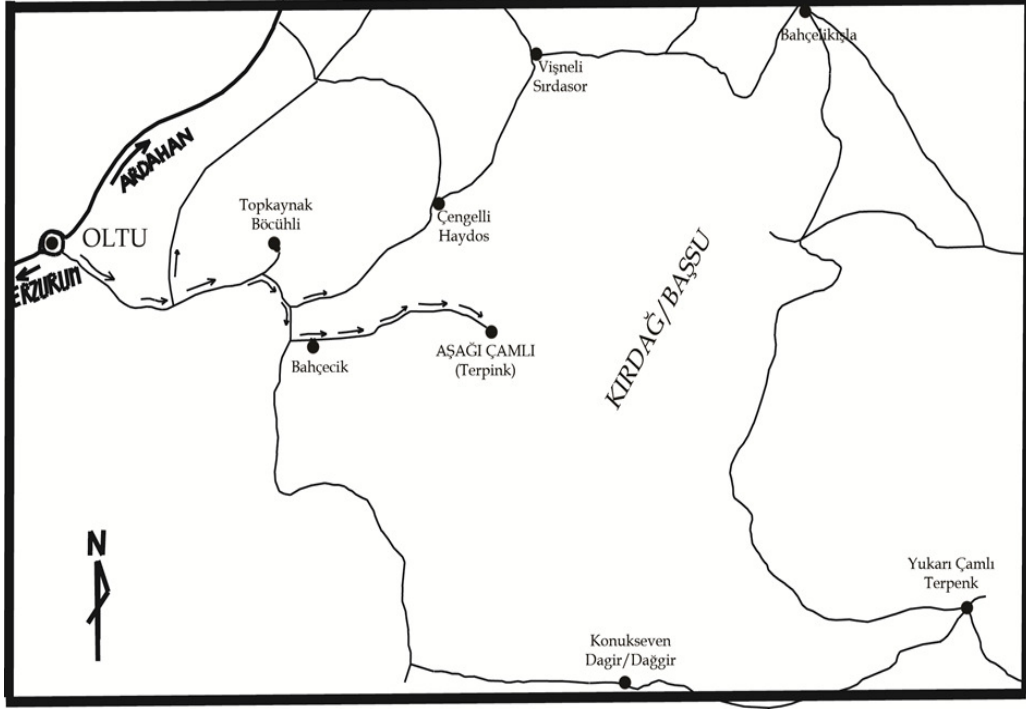 Bahçelikışla
Vişneli
Sırdasor
ARDAHAN
Topkaynak
Böcühli
Çengelli
Haydos
OLTU
ERZURUM
KIRDAĞ/BAŞSU
AŞAĞI ÇAMLI
(Terpink)
Bahçecik
N
Yukarı Çamlı
Terpenk
Konukseven
Dagir/Dağgir